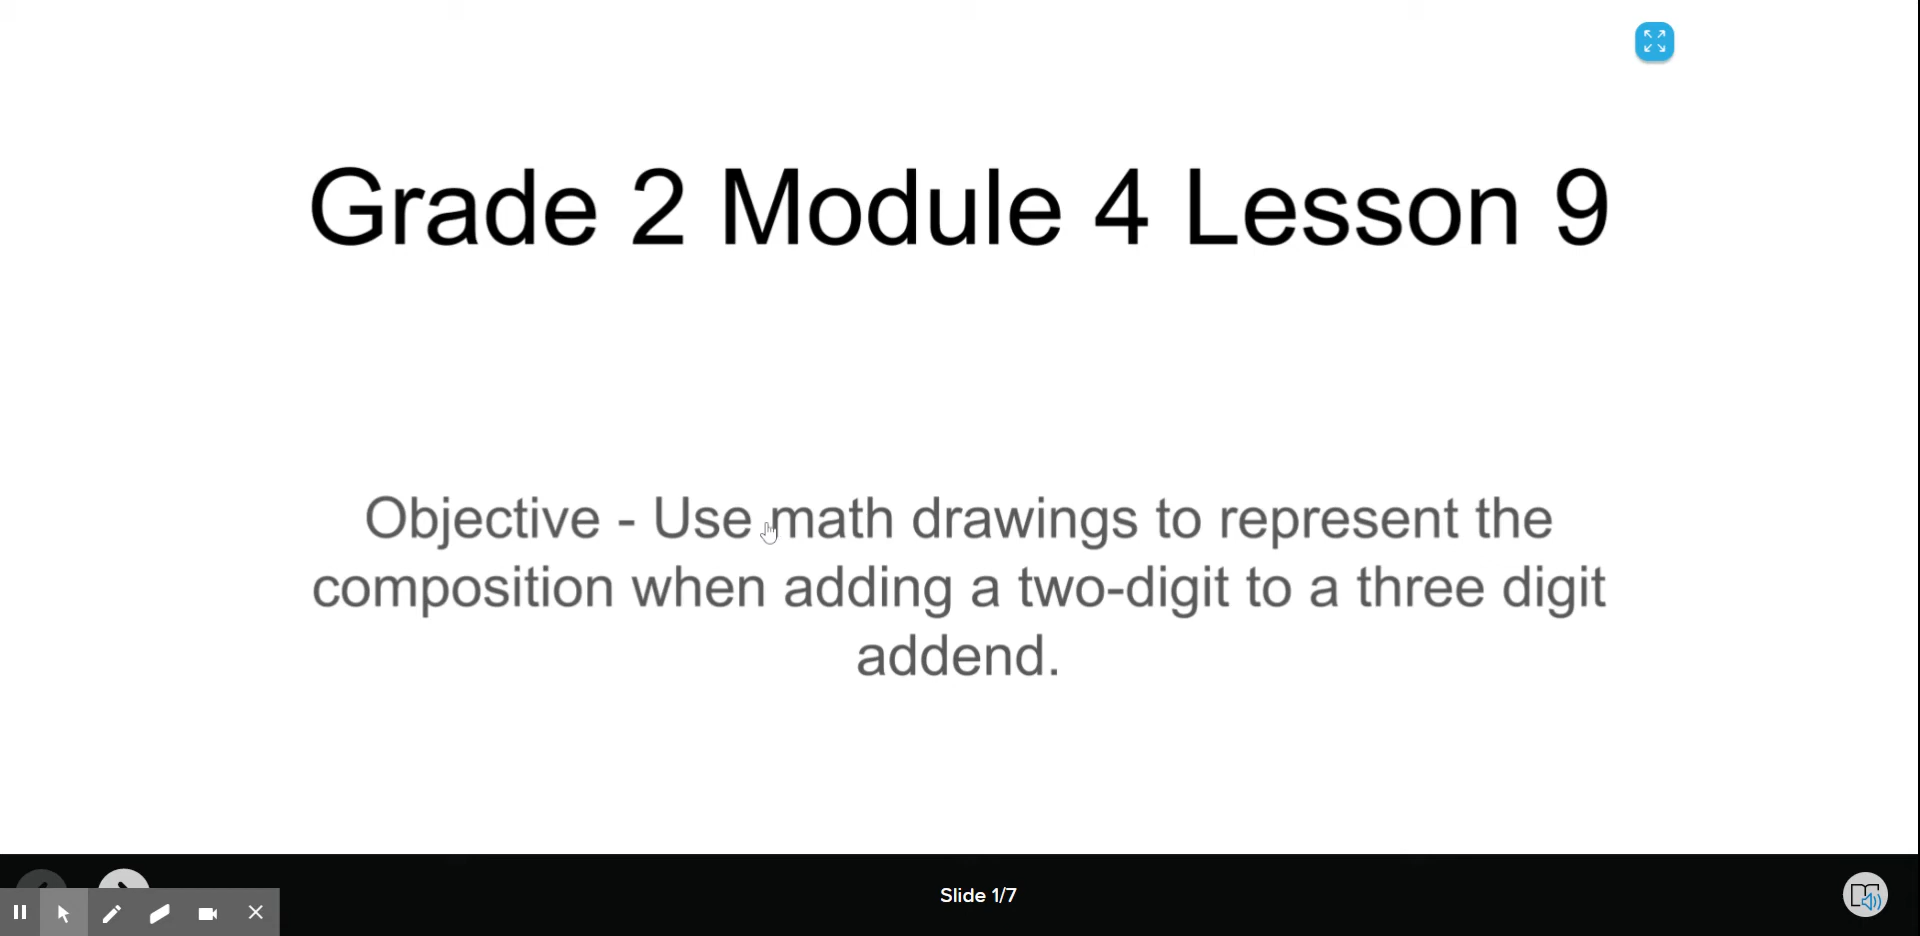 Grade 2 Module 4 Lesson 9
Objective - Use math drawings to represent the
composition when adding a two-digit to a three digit
addend.
Slide 1/7